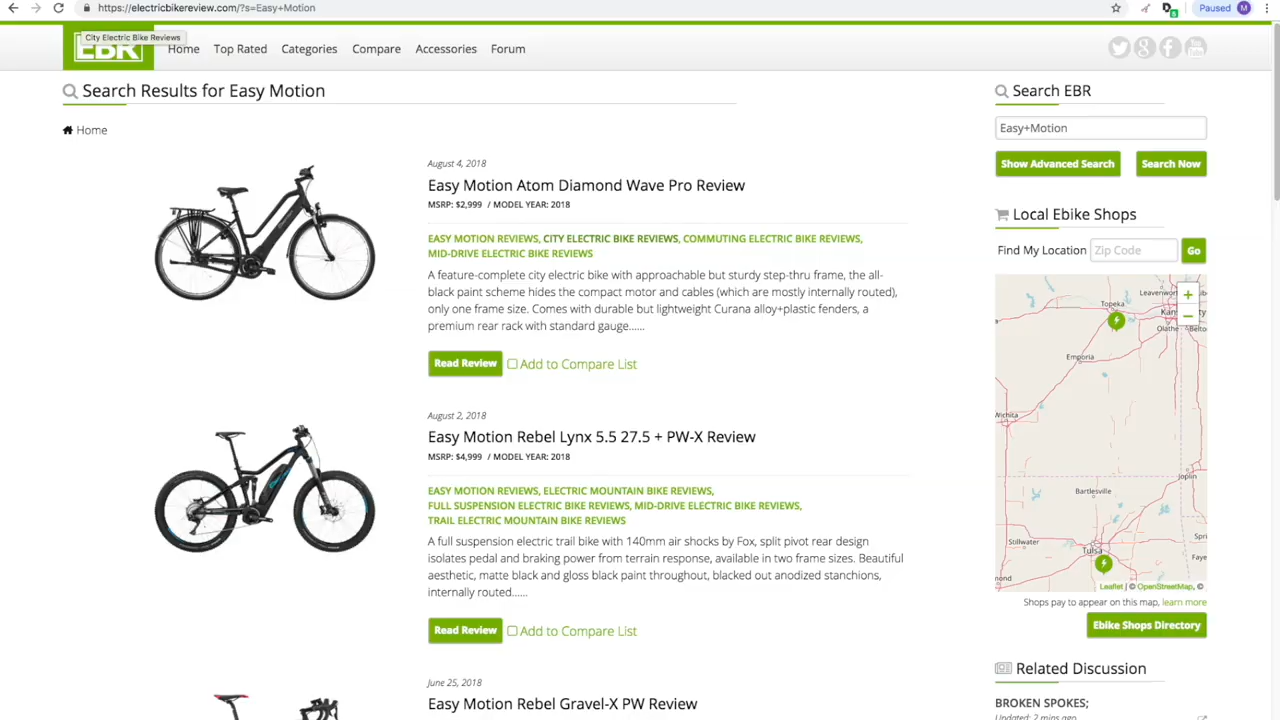 https://electricbikereview.com/?s=Easy+Motion
Paused
M
City Electric Bike Reviews
EBR
Home
Top Rated
Categories
Compare
Accessories
Forum
Search Results for Easy Motion
Home
August 4, 2018
Easy Motion Atom Diamond Wave Pro Review
MSRP: $2,999 / MODEL YEAR: 2018
EASY MOTION REVIEWS, CITY ELECTRIC BIKE REVIEWS, COMMUTING ELECTRIC BIKE REVIEWS,
MID-DRIVE ELECTRIC BIKE REVIEWS
A feature-complete city electric bike with approachable but sturdy step-thru frame, the all-
black paint scheme hides the compact motor and cables (which are mostly internally routed),
only one frame size. Comes with durable but lightweight Curana alloy+plastic fenders, a
premium rear rack with standard gauge......
Read Review
Add to Compare List
August 2, 2018
Easy Motion Rebel Lynx 5.5 27.5 + PW-X Review
MSRP: $4,999 / MODEL YEAR: 2018
EASY MOTION REVIEWS, ELECTRIC MOUNTAIN BIKE REVIEWS,
FULL SUSPENSION ELECTRIC BIKE REVIEWS, MID-DRIVE ELECTRIC BIKE REVIEWS,
TRAIL ELECTRIC MOUNTAIN BIKE REVIEWS
A full suspension electric trail bike with 140mm air shocks by Fox, split pivot rear design
isolates pedal and braking power from terrain response, available in two frame sizes. Beautiful
aesthetic, matte black and gloss black paint throughout, blacked out anodized stanchions,
internally routed......
Read Review
Add to Compare List
June 25, 2018
Easy Motion Rebel Gravel-X PW Review
Search EBR
Easy+Motion
Show Advanced Search
Search Now
Local Ebike Shops
Find My Location
Zip Code
Go
Leavenwor
Topeka
+
Kan
Olathe
Belto
−
Emporia
Wichita
Joplin
Bartlesville
Stillwater
Spri
Tulsa
Faye
mond
Leaflet | © OpenStreetMap, ©
Shops pay to appear on this map, learn more
Ebike Shops Directory
Related Discussion
BROKEN SPOKES;
Updated: 2 mins ago